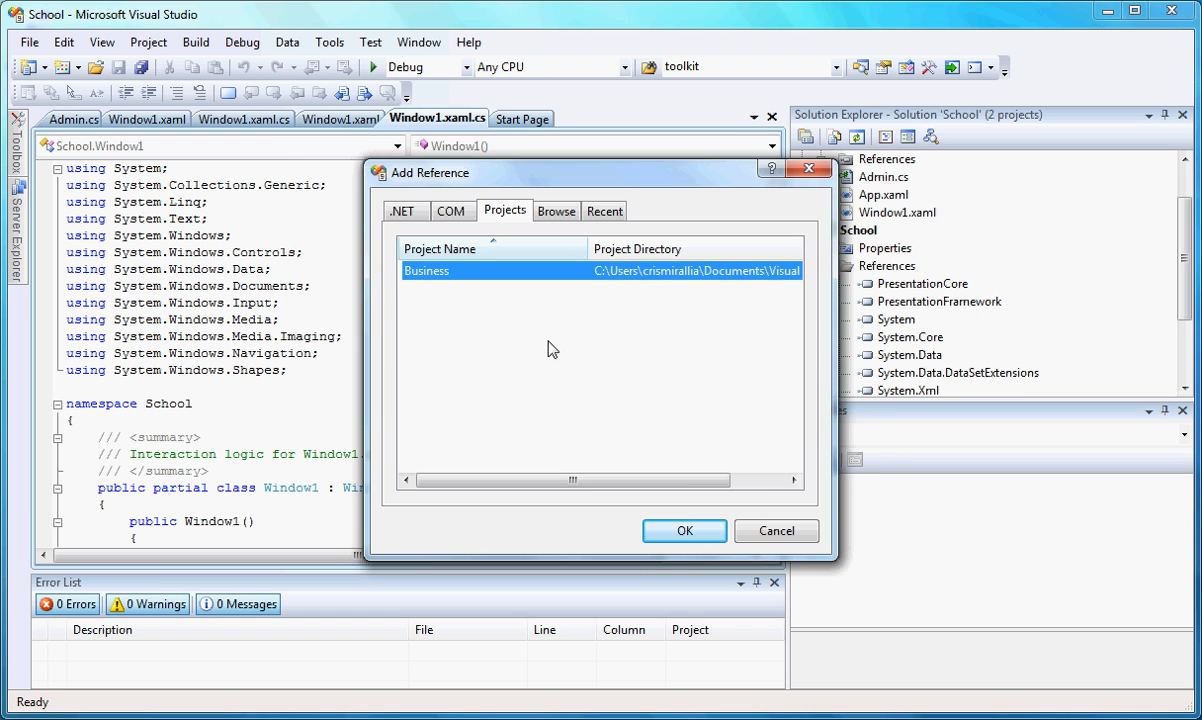 School - Microsoft Visual Studio
File Edit View Project Build Debug Data Tools Test Window Help
Debug Any CPU toolkit
Admin.cs Window1.xaml Window1.xaml.cs Window1.xaml Window1.xaml.cs Start Page
School.Window1 Window1()
Toolbox
Server Explorer
using System;
using System.Collections.Generic;
using System.Linq;
using System.Text;
using System.Windows;
using System.Windows.Controls;
using System.Windows.Data;
using System.Windows.Documents;
using System.Windows.Input;
using System.Windows.Media;
using System.Windows.Media.Imaging;
using System.Windows.Navigation;
using System.Windows.Shapes;
namespace School
{
/// <summary>
/// Interaction logic for Window1.
/// </summary>
public partial class Window1 :
{
public Window1()
{
Add Reference
.NET COM Projects Browse Recent
Project Name Project Directory
Business C:\Users\crismirallia\Documents\Visual
OK Cancel
Solution Explorer - Solution 'School' (2 projects)
References
Admin.cs
App.xaml
Window1.xaml
School
Properties
References
PresentationCore
PresentationFramework
System
System.Core
System.Data
System.Data.DataSetExtensions
System.Xml
Error List
0 Errors 0 Warnings 0 Messages
Description File Line Column Project
Ready